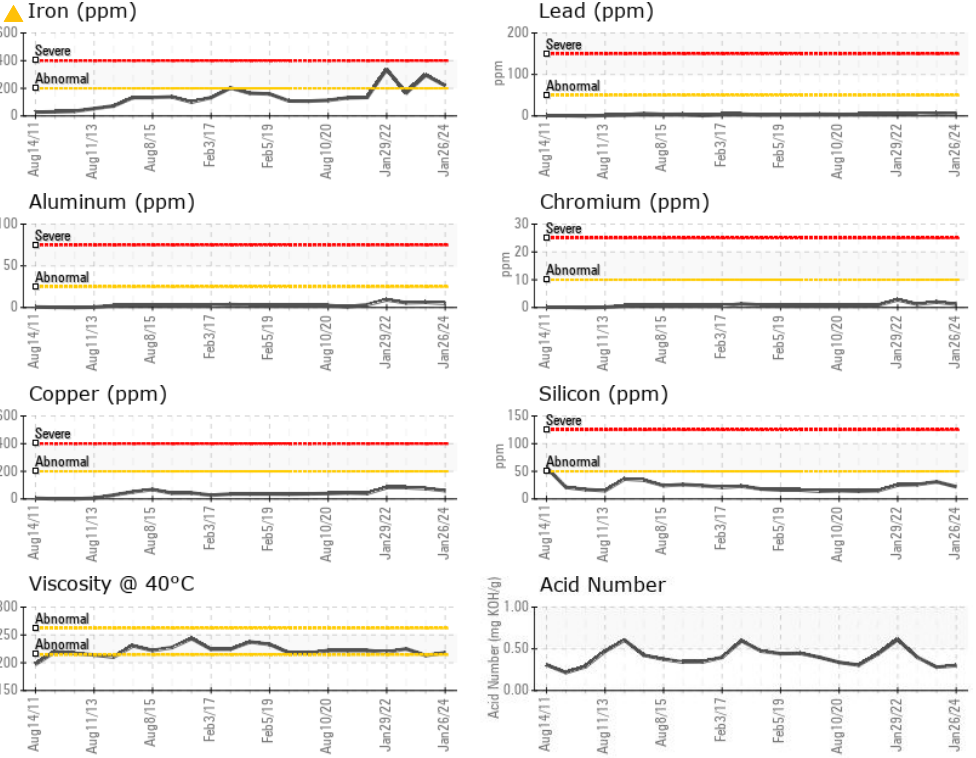 Iron (ppm)
600
400
200
0
Severe
Abnormal
Aug14/11
Aug11/13
Aug8/15
Feb3/17
Feb5/19
Aug10/20
Jan29/22
Jan26/24
Lead (ppm)
ppm
200
100
0
Severe
Abnormal
Aug14/11
Aug11/13
Aug8/15
Feb3/17
Feb5/19
Aug10/20
Jan29/22
Jan26/24
Aluminum (ppm)
100
50
0
Severe
Abnormal
Aug14/11
Aug11/13
Aug8/15
Feb3/17
Feb5/19
Aug10/20
Jan29/22
Jan26/24
Chromium (ppm)
ppm
30
20
10
0
Severe
Abnormal
Aug14/11
Aug11/13
Aug8/15
Feb3/17
Feb5/19
Aug10/20
Jan29/22
Jan26/24
Copper (ppm)
600
400
200
0
Severe
Abnormal
Aug14/11
Aug11/13
Aug8/15
Feb3/17
Feb5/19
Aug10/20
Jan29/22
Jan26/24
Silicon (ppm)
ppm
150
100
50
0
Severe
Abnormal
Aug14/11
Aug11/13
Aug8/15
Feb3/17
Feb5/19
Aug10/20
Jan29/22
Jan26/24
Viscosity @ 40°C
300
250
200
150
Abnormal
Abnormal
Aug14/11
Aug11/13
Aug8/15
Feb3/17
Feb5/19
Aug10/20
Jan29/22
Jan26/24
Acid Number
Acid Number (mg KOH/g)
1.00
0.50
0.00
Aug14/11
Aug11/13
Aug8/15
Feb3/17
Feb5/19
Aug10/20
Jan29/22
Jan26/24